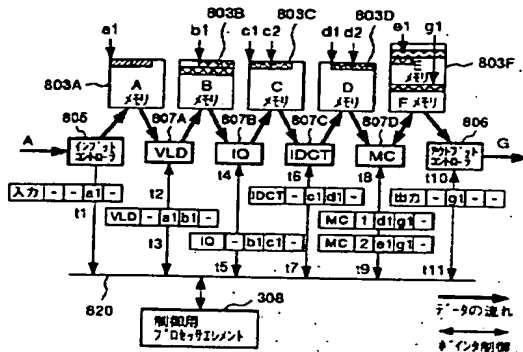 803B 803C 803D e1 g1
a1 b1 c1 c2 d1 d2
803A A メモリ B メモリ C メモリ D メモリ メモリ F メモリ 803F
805 807A 807B 807C 807D 806
A インプットコントローラ VLD IQ IDCT MC アウトプットコントローラ G
t2 t4 t6 t8 t10
入力 - - a1 - IDCT - c1 d1 - 出力 - g1 - -
t1 VLD - a1 b1 - MC 1 d1 g1 -
t3 IQ - b1 c1 - MC 2 e1 g1 -
t5 t7 t9 t11
820 308
制御用
プロセッサエレメント
データの流れ
ポインタ制御